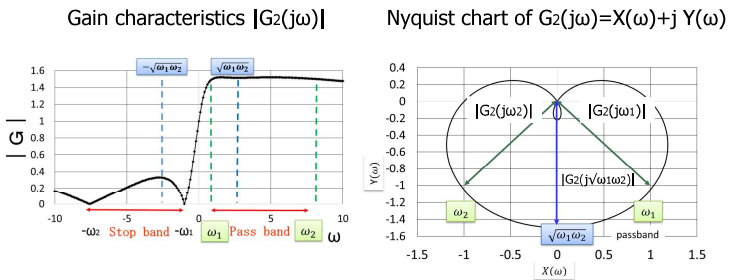 Gain characteristics |G2(jω)|
-√ω₁ω₂
√ω₁ω₂
|G|
1.6
1.4
1.2
1
0.8
0.6
0.4
0.2
0
-10
-5
0
5
10
-ω₂
Stop band
-ω₁
ω₁
Pass band
ω₂
ω
Nyquist chart of G2(jω)=X(ω)+j Y(ω)
0.4
0.2
0
-0.2
-0.4
-0.6
-0.8
-1
-1.2
-1.4
-1.6
Y(ω)
|G2(jω2)|
|G2(jω1)|
|G2(j√ω1ω2)|
ω₂
ω₁
√ω₁ω₂
passband
-1.5
-1
-0.5
0
0.5
1
1.5
X(ω)